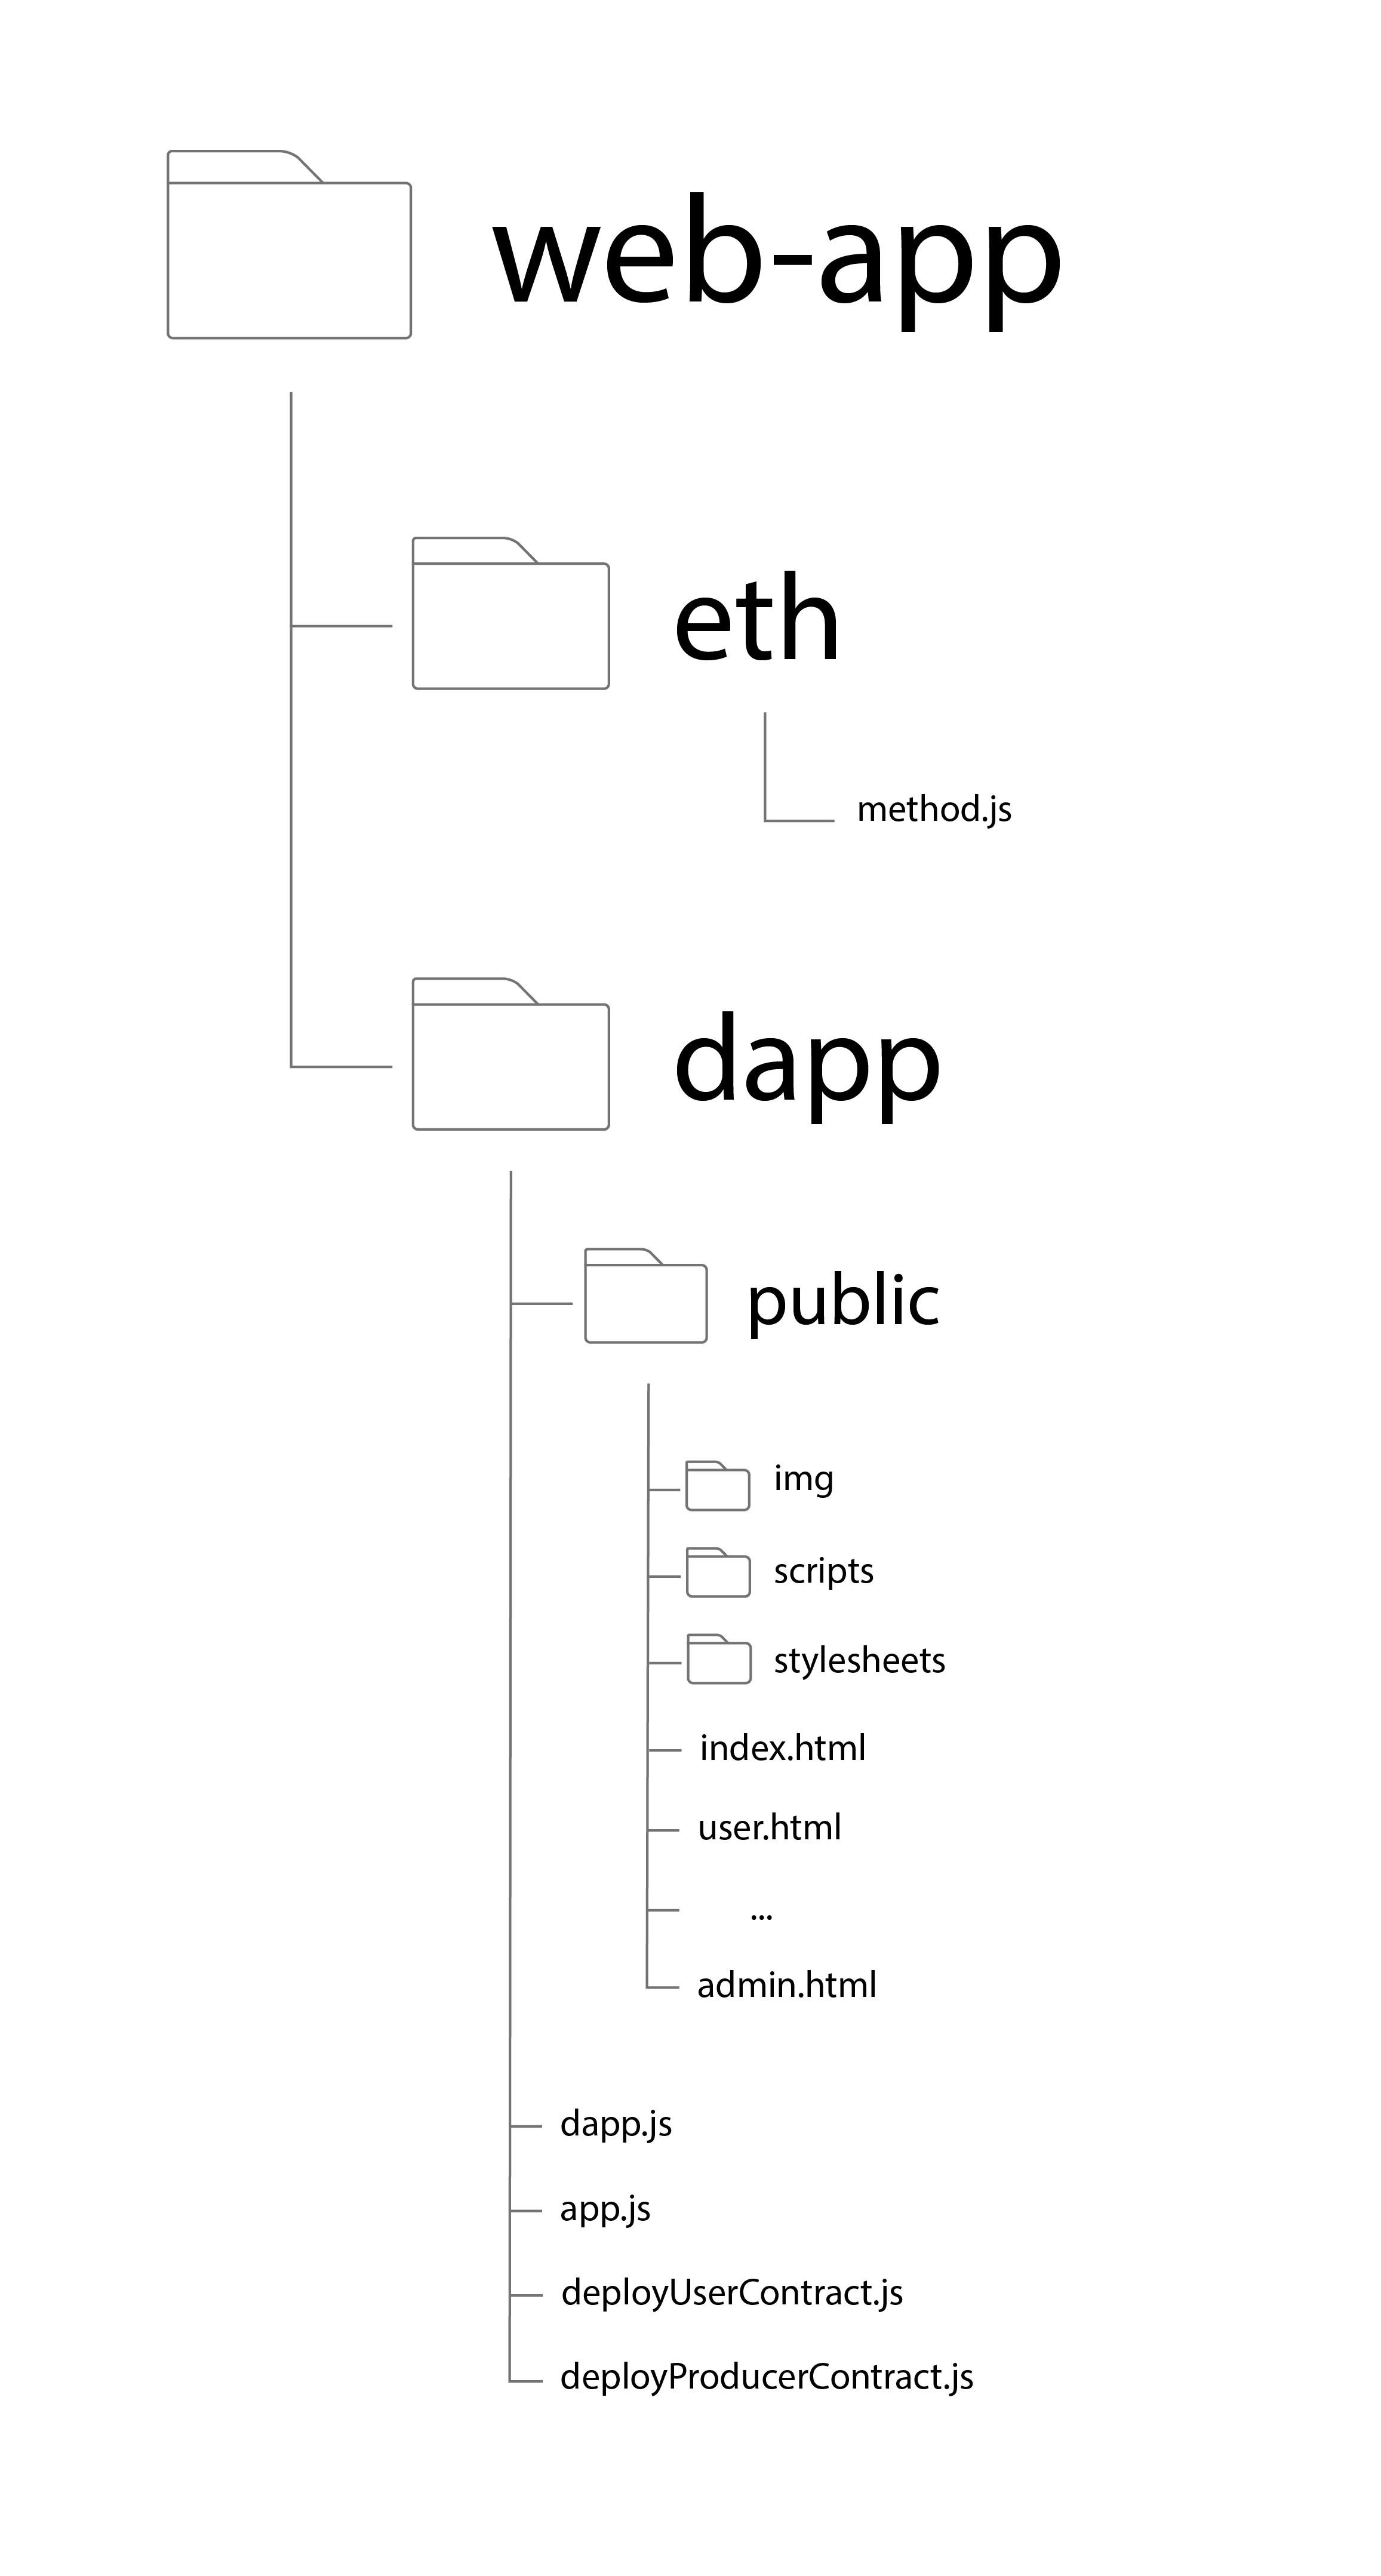 web-app
eth
method.js
dapp
public
img
scripts
stylesheets
index.html
user.html
...
admin.html
dapp.js
app.js
deployUserContract.js
deployProducerContract.js